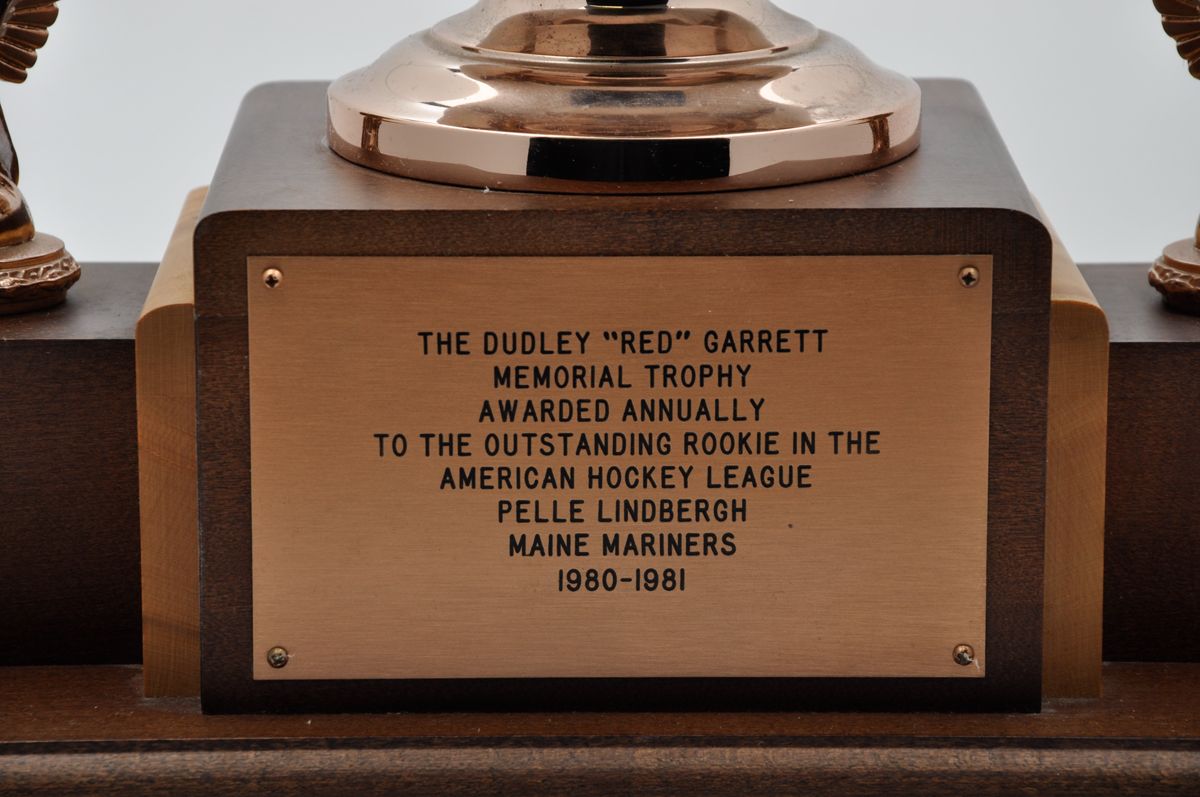 THE DUDLEY “RED” GARRETT
MEMORIAL TROPHY
AWARDED ANNUALLY
TO THE OUTSTANDING ROOKIE IN THE
AMERICAN HOCKEY LEAGUE
PELLE LINDBERGH
MAINE MARINERS
1980-1981